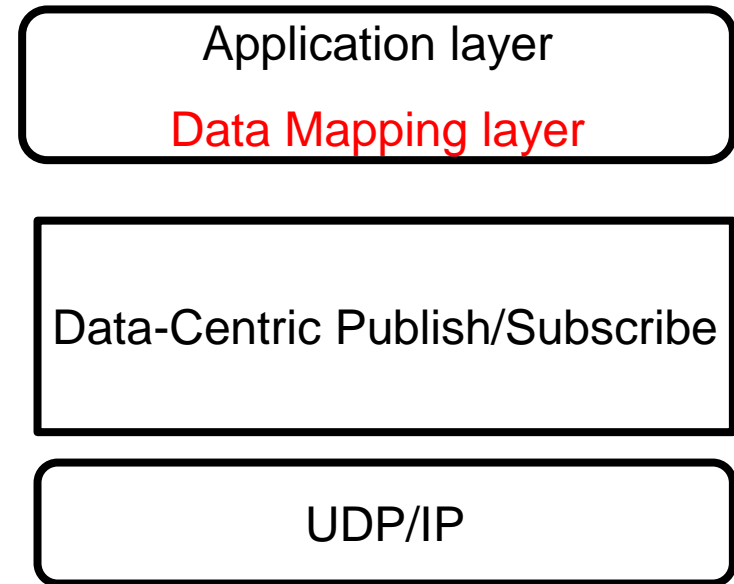 Application layer
Data Mapping layer
Data-Centric Publish/Subscribe
UDP/IP